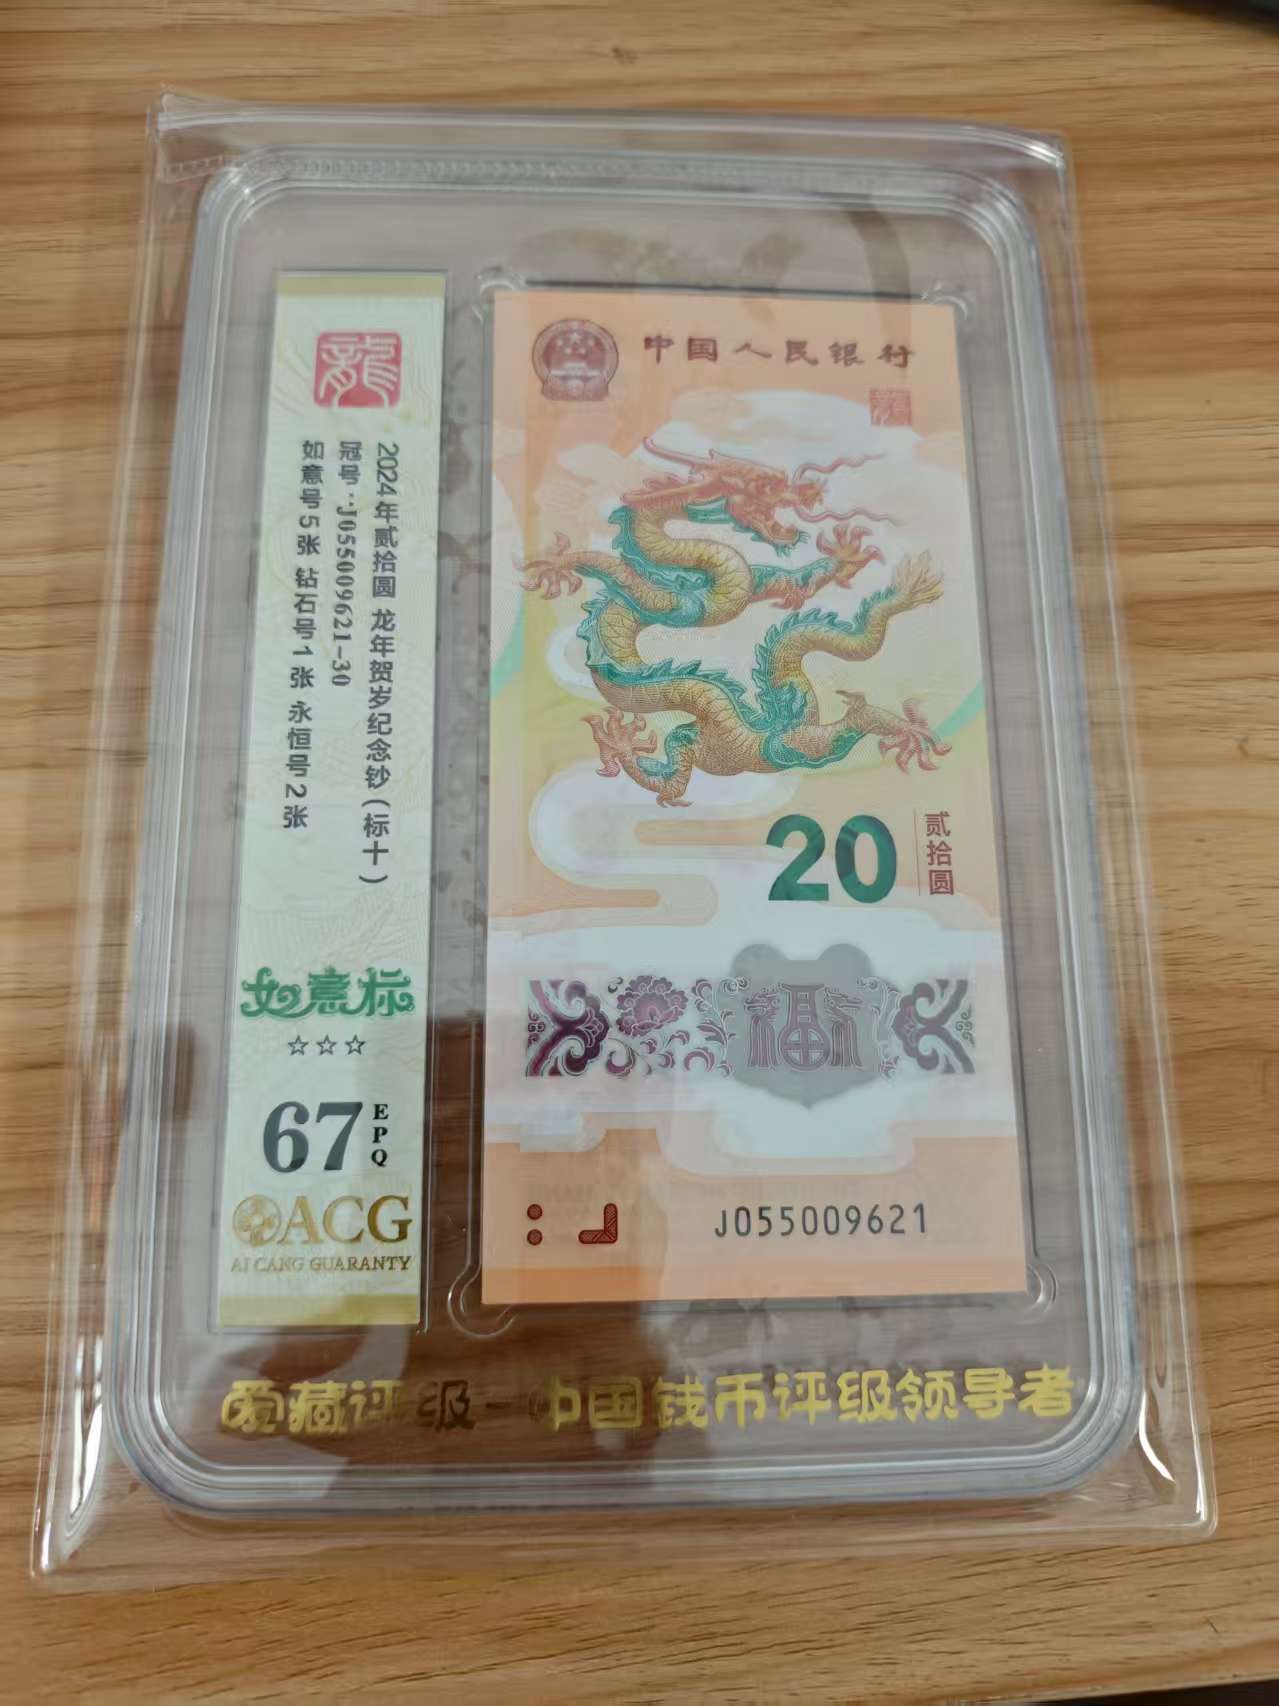 龍
2024年贰拾圆 龙年贺岁纪念钞(标十)
冠号:J055009621-30
如意号5张 钻石号1张 永恒号2张
如意标
☆☆☆
67
EPQ
ACG
AI CANG GUARANTY
中国人民银行
龍
20
贰拾圆
福
J055009621
爱藏评级-中国钱币评级领导者